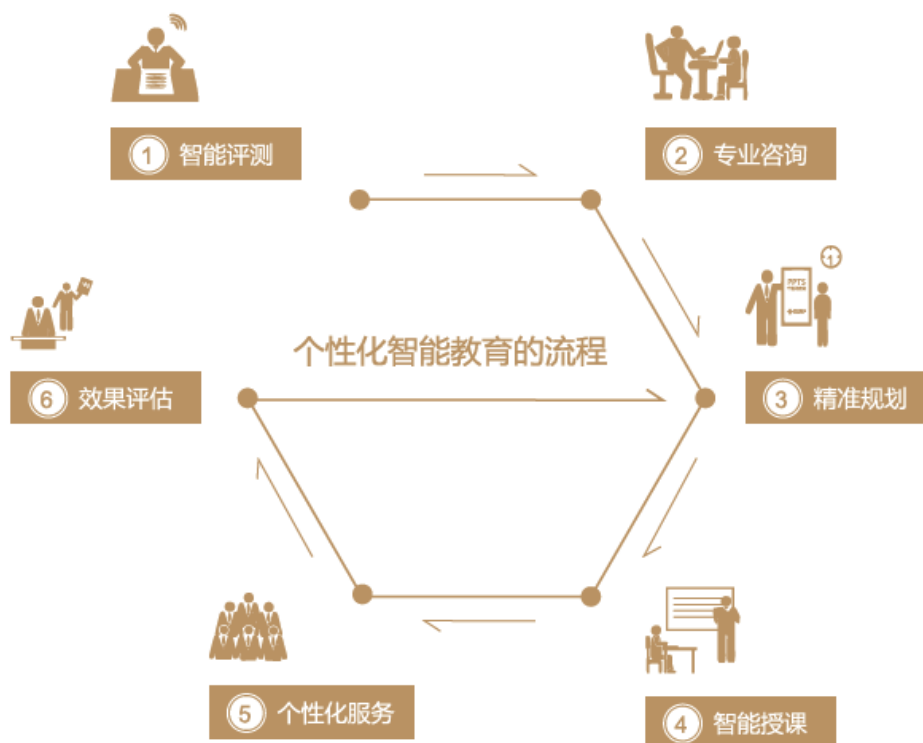 1 智能评测
2 专业咨询
PPTS
个性化智能教育的流程
6 效果评估
3 精准规划
5 个性化服务
4 智能授课